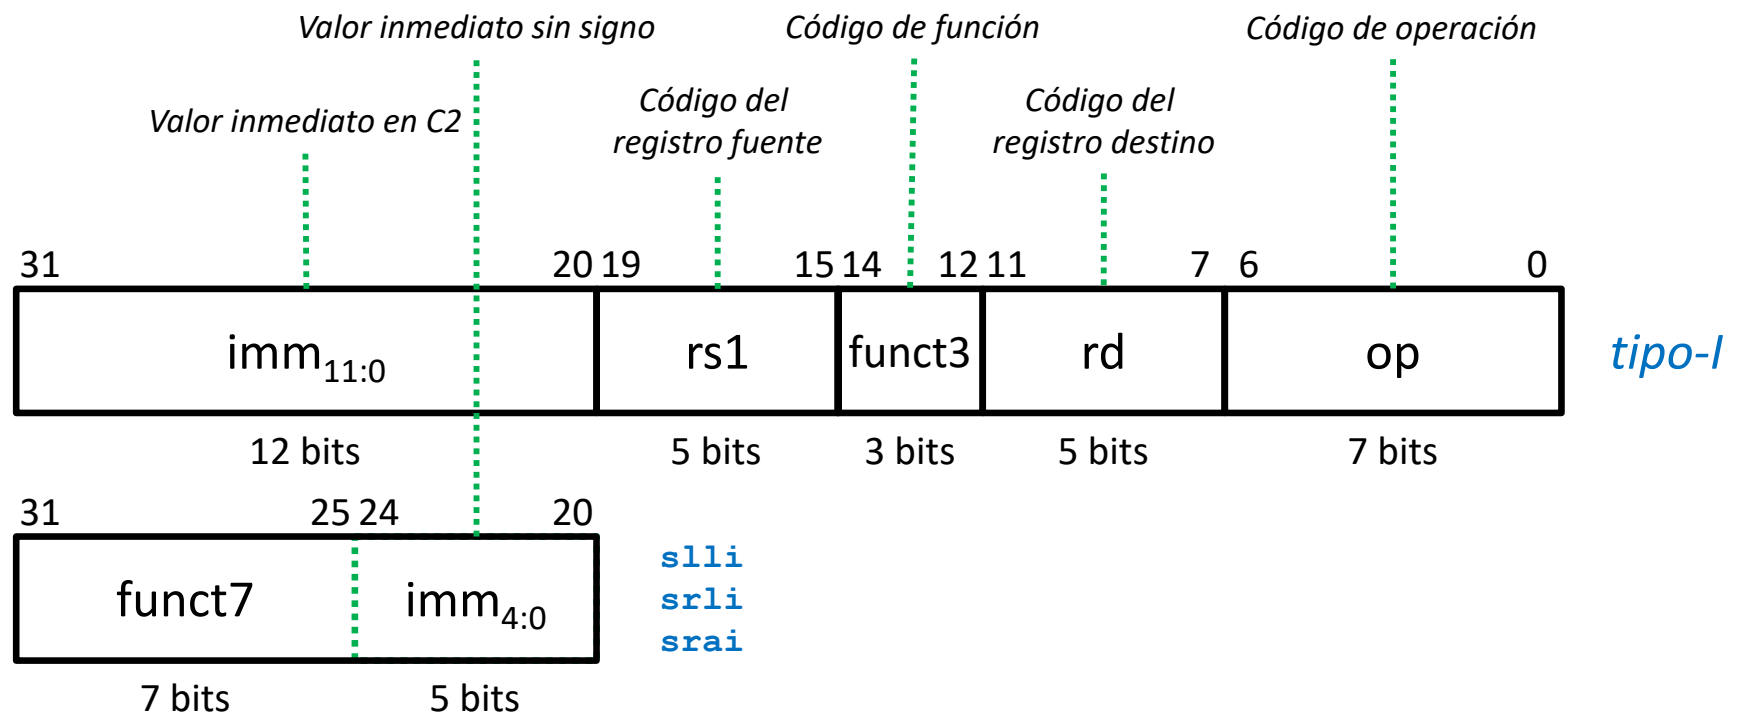 Valor inmediato sin signo Código de función Código de operación
Valor inmediato en C2
Código del
registro fuente
Código del
registro destino
31 20 19 15 14 12 11 7 6 0
imm11:0 rs1 funct3 rd op tipo-I
12 bits 5 bits 3 bits 5 bits 7 bits
31 25 24 20
funct7 imm4:0
slli
srli
srai
7 bits 5 bits